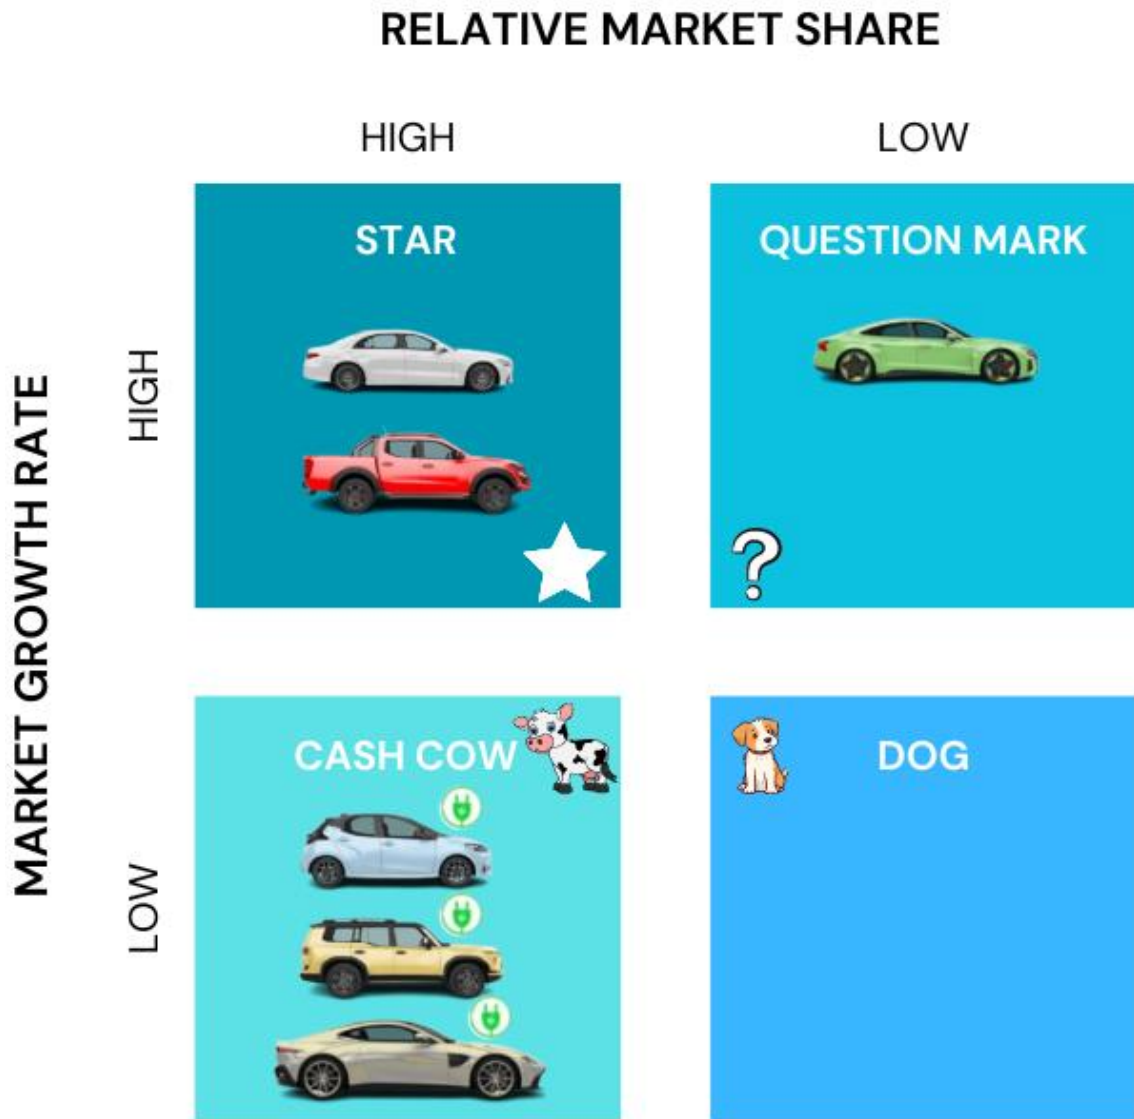 RELATIVE MARKET SHARE
HIGH
LOW
MARKET GROWTH RATE
HIGH
STAR
QUESTION MARK
?
LOW
CASH COW
DOG